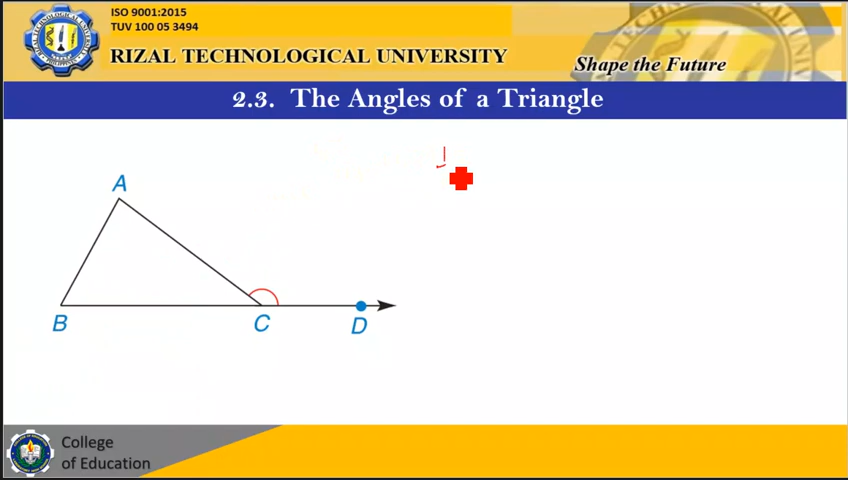 ISO 9001:2015
TUV 100 05 3494
RIZAL TECHNOLOGICAL UNIVERSITY
Shape the Future
2.3. The Angles of a Triangle
A
B
C
D
College
of Education